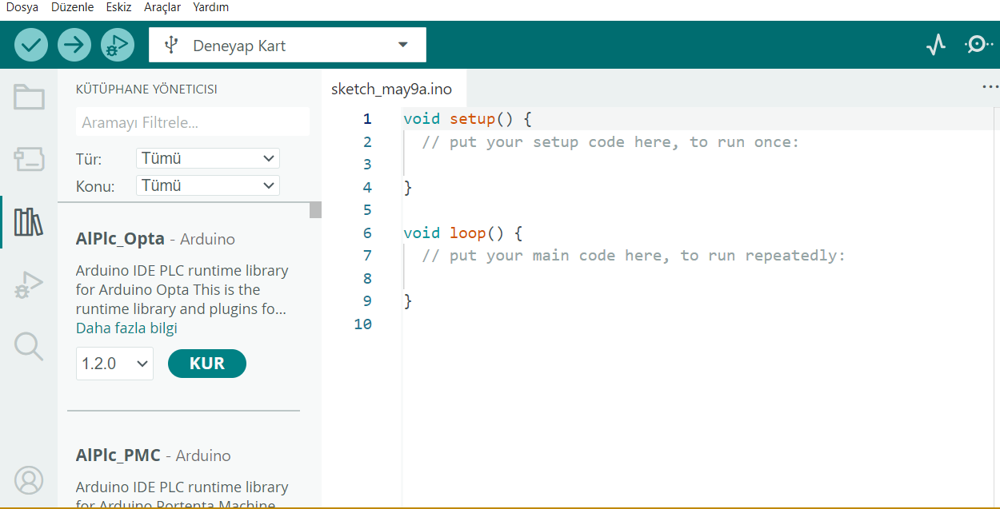 Dosya Düzenle Eskiz Araçlar Yardım
Deneyap Kart
KÜTÜPHANE YÖNETICISI
Aramayı Filtrele...
Tür: Tümü
Konu: Tümü
AlPlc_Opta - Arduino
Arduino IDE PLC runtime library
for Arduino Opta This is the
runtime library and plugins fo...
Daha fazla bilgi
1.2.0 KUR
AlPlc_PMC - Arduino
Arduino IDE PLC runtime library
for Arduino Portenta Machine
sketch_may9a.ino
1 void setup() {
2 // put your setup code here, to run once:
3
4 }
5
6 void loop() {
7 // put your main code here, to run repeatedly:
8
9 }
10